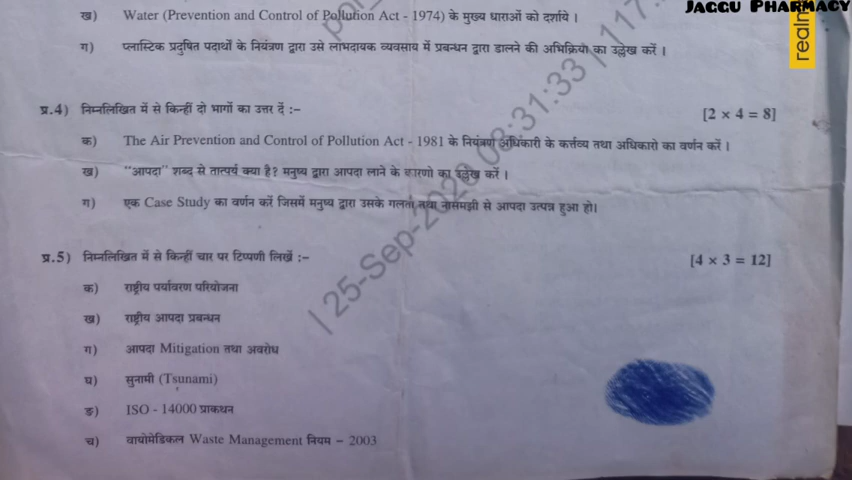 JAGGU PHARMACY
realm
ख) Water (Prevention and Control of Pollution Act - 1974) के मुख्य धाराओं को दर्शाये ।
ग) प्लास्टिक प्रदुषित पदार्थो के नियंत्रण द्वारा उसे लाभदायक व्यवसाय में प्रबन्धन द्वारा डालने की अभिक्रिया का उल्लेख करें ।
प्र.4) निम्नलिखित में से किन्हीं दो भागों का उत्तर दें :– [2 × 4 = 8]
क) The Air Prevention and Control of Pollution Act - 1981 के नियंत्रण अधिकारी के कर्त्तव्य तथा अधिकारो का वर्णन करें ।
ख) "आपदा" शब्द से तात्पर्य क्या है? मनुष्य द्वारा आपदा लाने के कारणो का उल्लेख करें ।
ग) एक Case Study का वर्णन करें जिसमें मनुष्य द्वारा उसके गलती तथा नासमझी से आपदा उत्पन्न हुआ हो।
प्र.5) निम्नलिखित में से किन्हीं चार पर टिप्पणी लिखें :– [4 × 3 = 12]
क) राष्ट्रीय पर्यावरण परियोजना
ख) राष्ट्रीय आपदा प्रबन्धन
ग) आपदा Mitigation तथा अवरोध
घ) सुनामी (Tsunami)
ङ) ISO - 14000 प्राकथन
च) वायोमेडिकल Waste Management नियम – 2003
| 25-Sep-2020 08:31:33 | 117.